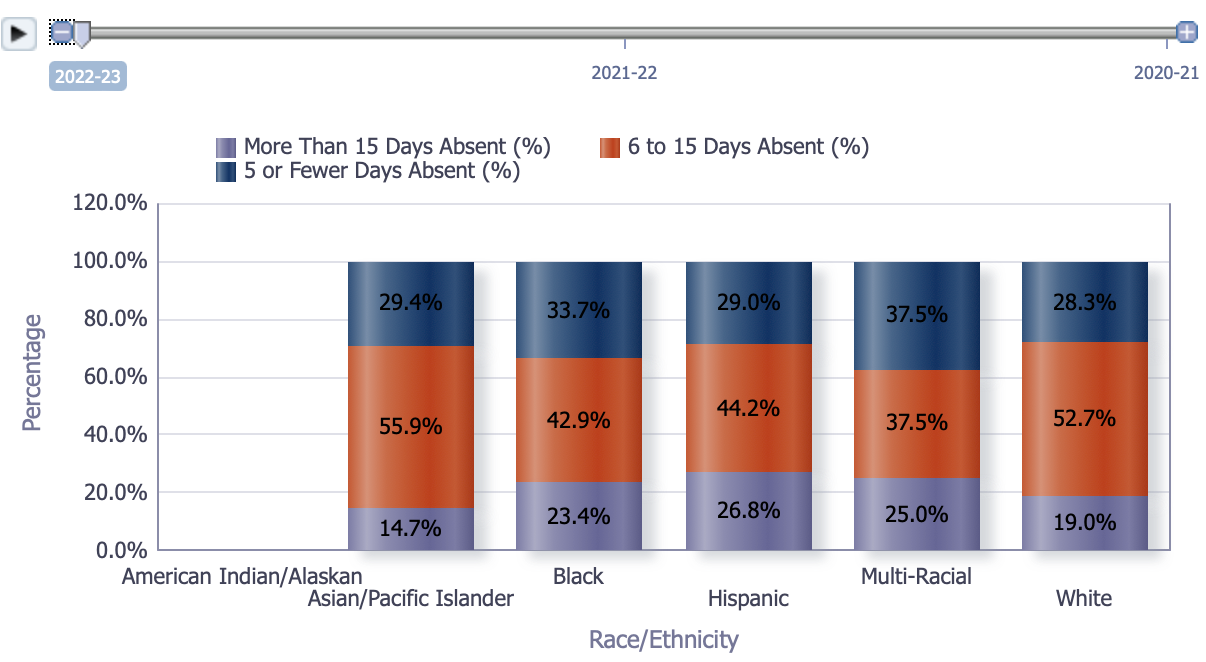 2022-23
2021-22
2020-21
More Than 15 Days Absent (%)
6 to 15 Days Absent (%)
5 or Fewer Days Absent (%)
Percentage
120.0%
100.0%
80.0%
60.0%
40.0%
20.0%
0.0%
29.4%
33.7%
29.0%
37.5%
28.3%
55.9%
42.9%
44.2%
37.5%
52.7%
14.7%
23.4%
26.8%
25.0%
19.0%
American Indian/Alaskan
Asian/Pacific Islander
Black
Hispanic
Multi-Racial
White
Race/Ethnicity